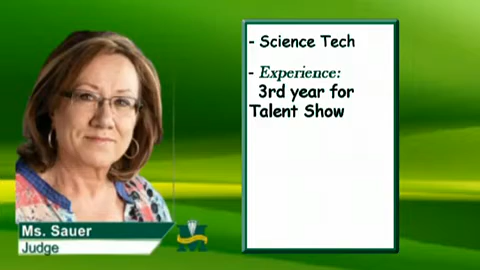 - Science Tech
- Experience:
3rd year for
Talent Show
Ms. Sauer
Judge
M